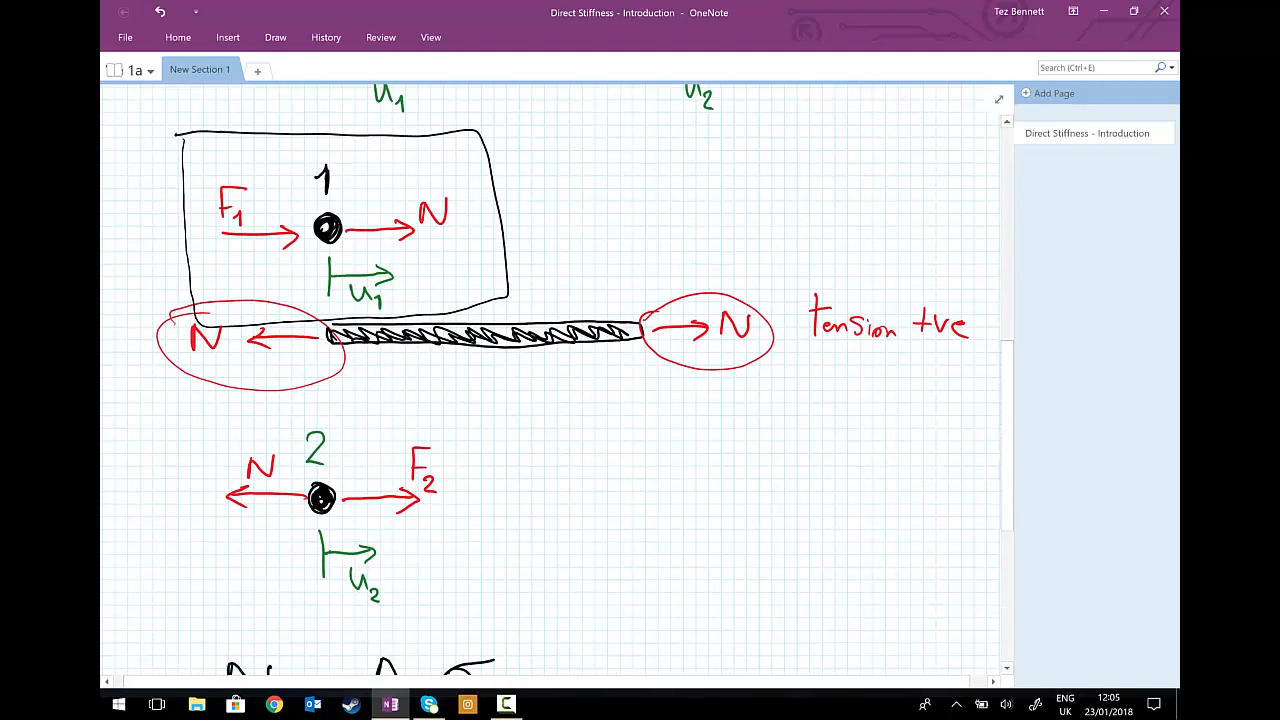 Direct Stiffness - Introduction - OneNote
Tez Bennett
File Home Insert Draw History Review View
1a
New Section 1
Search (Ctrl+E)
Add Page
Direct Stiffness - Introduction
u1 u2
1
F1
N
u1
N
N
tension +ve
2
N
F2
u2
ENG
UK
12:05
23/01/2018